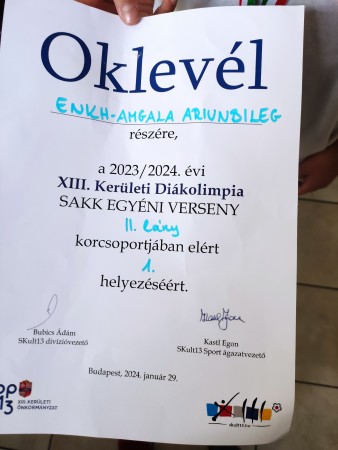 Oklevél
ENKH-AMGALA ARIUNBILEG
részére,
a 2023/2024. évi
XIII. Kerületi Diákolimpia
SAKK EGYÉNI VERSENY
II. lány
korcsoportjában elért
1.
helyezéséért.
Bubics Ádám
SKult13 divízióvezető
Kastl Egon
SKult13 Sport ágazatvezető
Budapest, 2024. január 29.
XIII. KERÜLETI
ÖNKORMÁNYZAT
skult13.hu